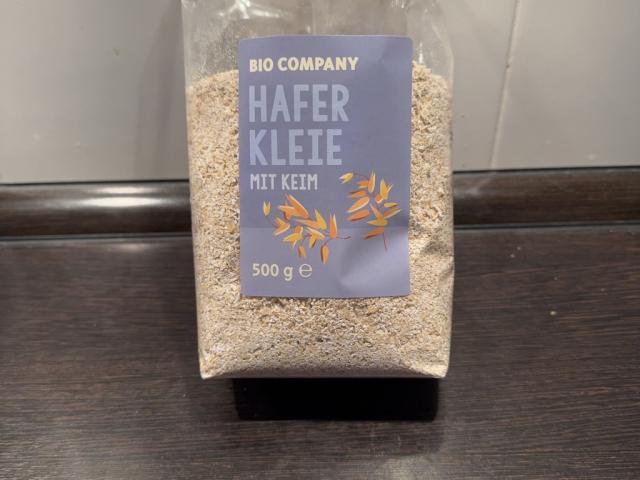 BIO COMPANY
HAFER
KLEIE
MIT KEIM
500 g ℮